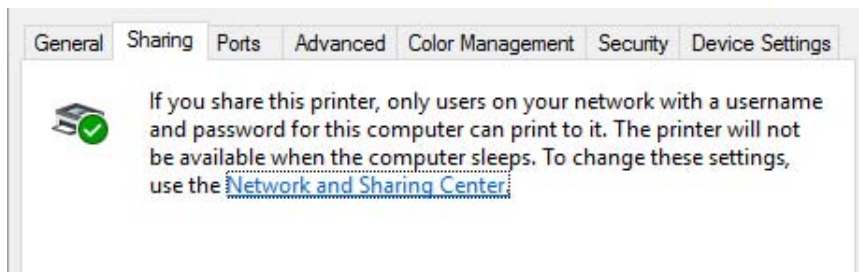 General Sharing Ports Advanced Color Management Security Device Settings
If you share this printer, only users on your network with a username
and password for this computer can print to it. The printer will not
be available when the computer sleeps. To change these settings,
use the Network and Sharing Center.